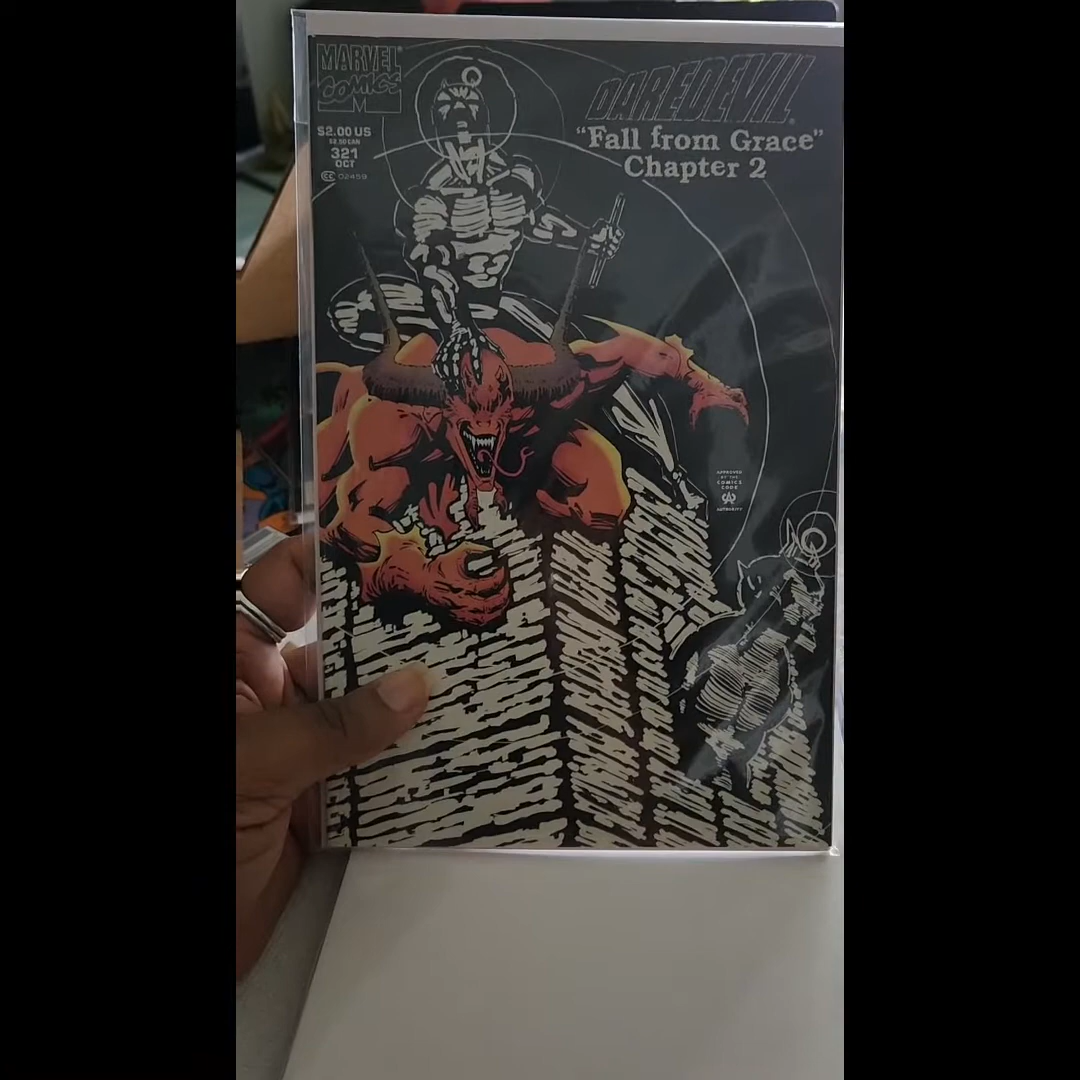 MARVEL
COMICS
M
$2.00 US
$2.50 CAN
321
OCT
CC 02459
DAREDEVIL
"Fall from Grace"
Chapter 2
APPROVED
BY THE
COMICS
CODE
AUTHORITY